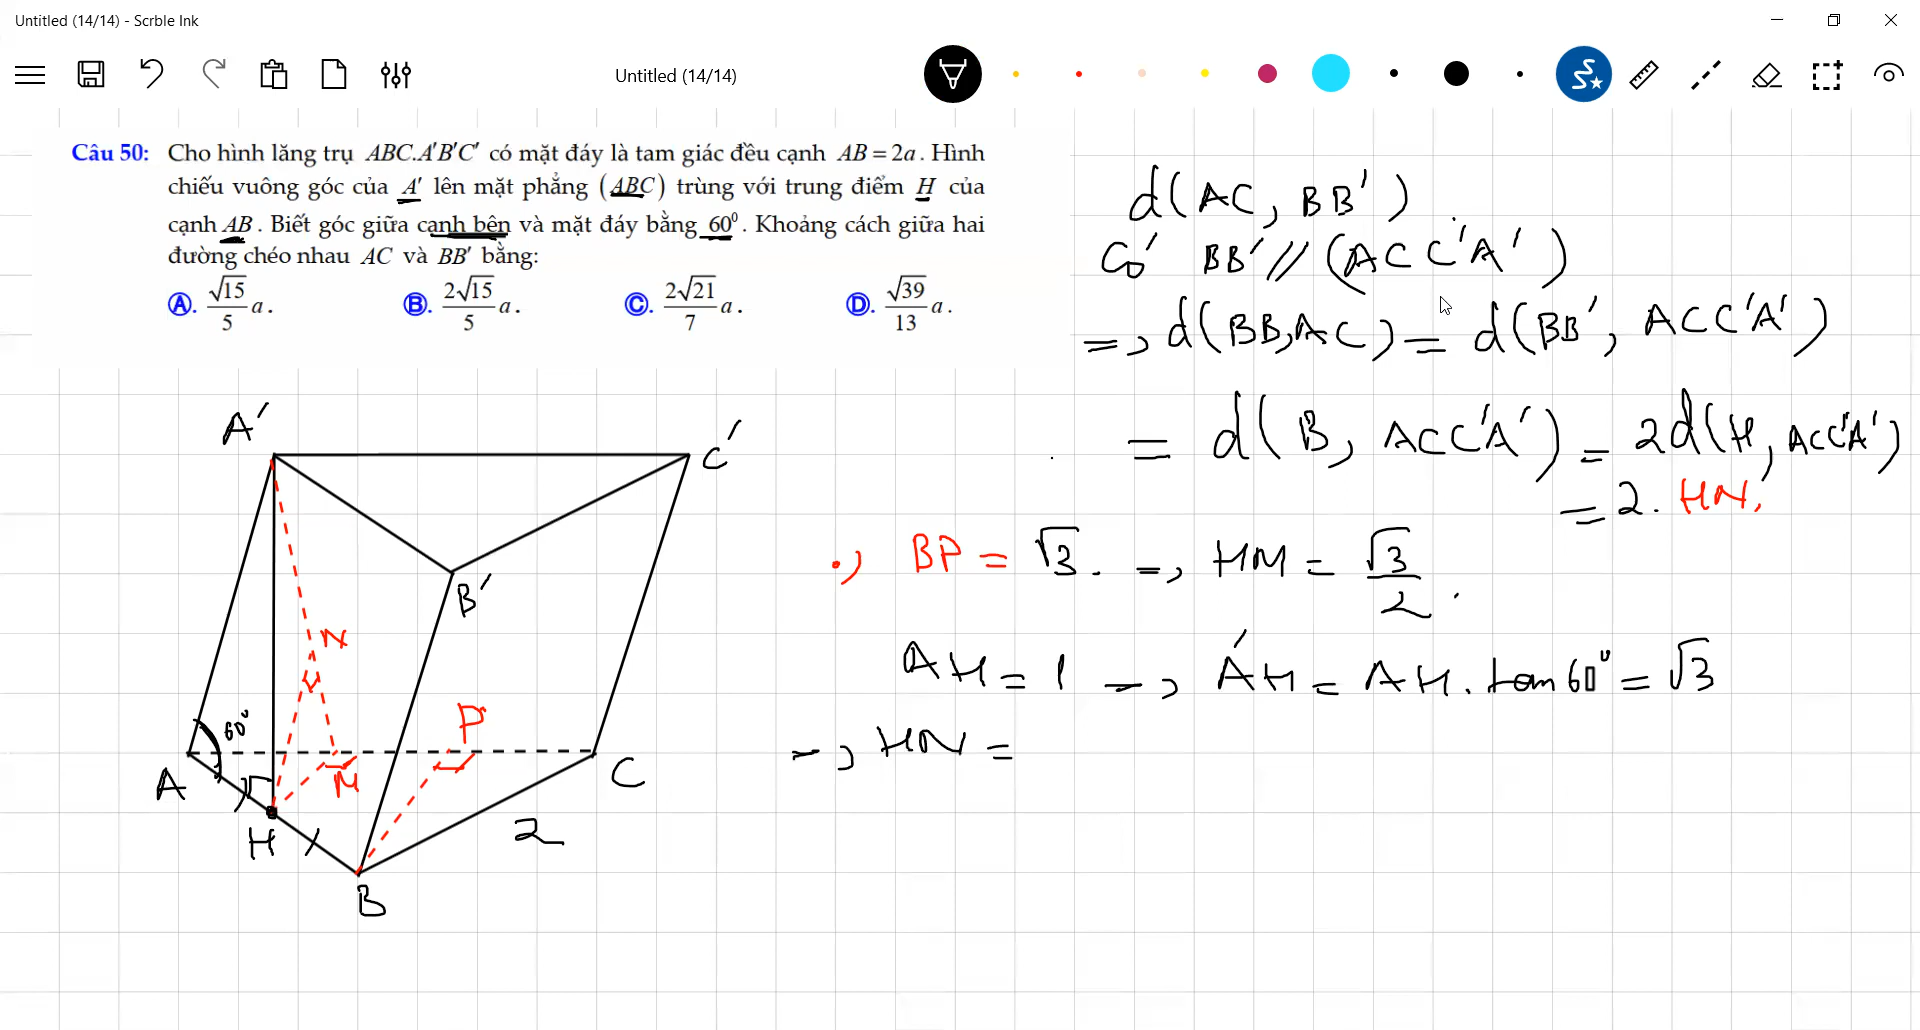 Untitled (14/14) - Scrble Ink
Untitled (14/14)
Câu 50: Cho hình lăng trụ ABC.A'B'C' có mặt đáy là tam giác đều cạnh AB = 2a. Hình
chiếu vuông góc của A' lên mặt phẳng (ABC) trùng với trung điểm H của
cạnh AB. Biết góc giữa cạnh bên và mặt đáy bằng 60⁰. Khoảng cách giữa hai
đường chéo nhau AC và BB' bằng:
A. √15/5 a. B. 2√15/5 a. C. 2√21/7 a. D. √39/13 a.
d(AC, BB')
Có BB' // (ACC'A')
=> d(BB, AC) = d(BB', ACC'A')
= d(B, ACC'A') = 2d(H, ACC'A')
= 2. HN.
•) BP = √3. => HM = √3/2.
AH = 1 => A'H = AH. tan 60° = √3
=> HN =
A'
C'
B'
N
P
60°
A
M
C
H
2
B